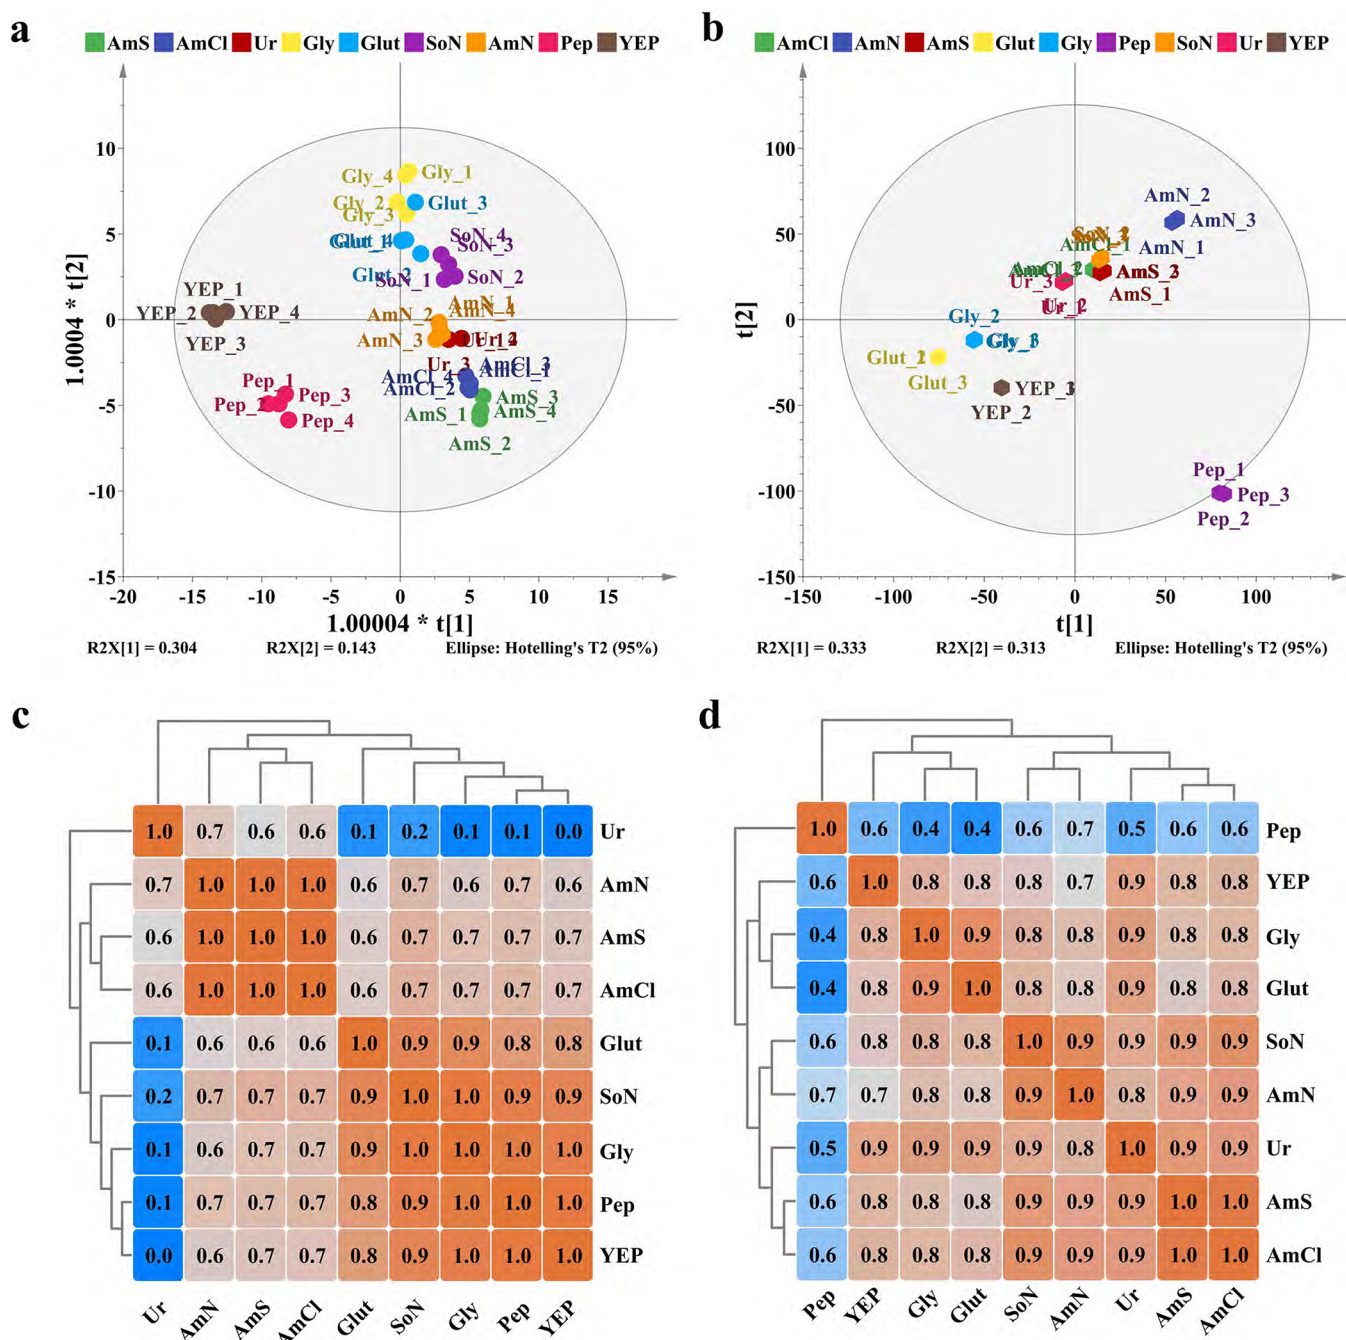 a
AmS AmCl Ur Gly Glut SoN AmN Pep YEP
10
5
0
-5
-10
-15
-20 -15 -10 -5 0 5 10 15
1.0004 * t[2]
1.00004 * t[1]
Gly_4 Gly_1
Gly_2 Glut_3
Gly_3
Glut_4
Glut_2
SoN_4
SoN_3
SoN_1 SoN_2
YEP_1
YEP_2 YEP_4
YEP_3
AmN_1
AmN_2 AmN_4
AmN_3
Ur_3
AmCl_3
AmCl_4 AmCl_1
AmCl_2
Pep_1
Pep_3
Pep_2
Pep_4
AmS_3
AmS_1 AmS_4
AmS_2
R2X[1] = 0.304 R2X[2] = 0.143 Ellipse: Hotelling's T2 (95%)
b
AmCl AmN AmS Glut Gly Pep SoN Ur YEP
100
50
0
-50
-100
-150
-150 -100 -50 0 50 100
t[2]
t[1]
AmN_2
AmN_3
AmN_1
SoN_2
AmCl_1
AmCl_2 AmS_3
Ur_3 AmS_1
Ur_2
Gly_2
Gly_3
Glut_2
Glut_3
YEP_3
YEP_2
Pep_1
Pep_3
Pep_2
R2X[1] = 0.333 R2X[2] = 0.313 Ellipse: Hotelling's T2 (95%)
c
1.0 0.7 0.6 0.6 0.1 0.2 0.1 0.1 0.0 Ur
0.7 1.0 1.0 1.0 0.6 0.7 0.6 0.7 0.6 AmN
0.6 1.0 1.0 1.0 0.6 0.7 0.7 0.7 0.7 AmS
0.6 1.0 1.0 1.0 0.6 0.7 0.7 0.7 0.7 AmCl
0.1 0.6 0.6 0.6 1.0 0.9 0.9 0.8 0.8 Glut
0.2 0.7 0.7 0.7 0.9 1.0 1.0 0.9 0.9 SoN
0.1 0.6 0.7 0.7 0.9 1.0 1.0 1.0 1.0 Gly
0.1 0.7 0.7 0.7 0.8 0.9 1.0 1.0 1.0 Pep
0.0 0.6 0.7 0.7 0.8 0.9 1.0 1.0 1.0 YEP
Ur AmN AmS AmCl Glut SoN Gly Pep YEP
d
1.0 0.6 0.4 0.4 0.6 0.7 0.5 0.6 0.6 Pep
0.6 1.0 0.8 0.8 0.8 0.7 0.9 0.8 0.8 YEP
0.4 0.8 1.0 0.9 0.8 0.8 0.9 0.8 0.8 Gly
0.4 0.8 0.9 1.0 0.8 0.8 0.9 0.8 0.8 Glut
0.6 0.8 0.8 0.8 1.0 0.9 0.9 0.9 0.9 SoN
0.7 0.7 0.8 0.8 0.9 1.0 0.8 0.9 0.9 AmN
0.5 0.9 0.9 0.9 0.9 0.8 1.0 0.9 0.9 Ur
0.6 0.8 0.8 0.8 0.9 0.9 0.9 1.0 1.0 AmS
0.6 0.8 0.8 0.8 0.9 0.9 0.9 1.0 1.0 AmCl
Pep YEP Gly Glut SoN AmN Ur AmS AmCl